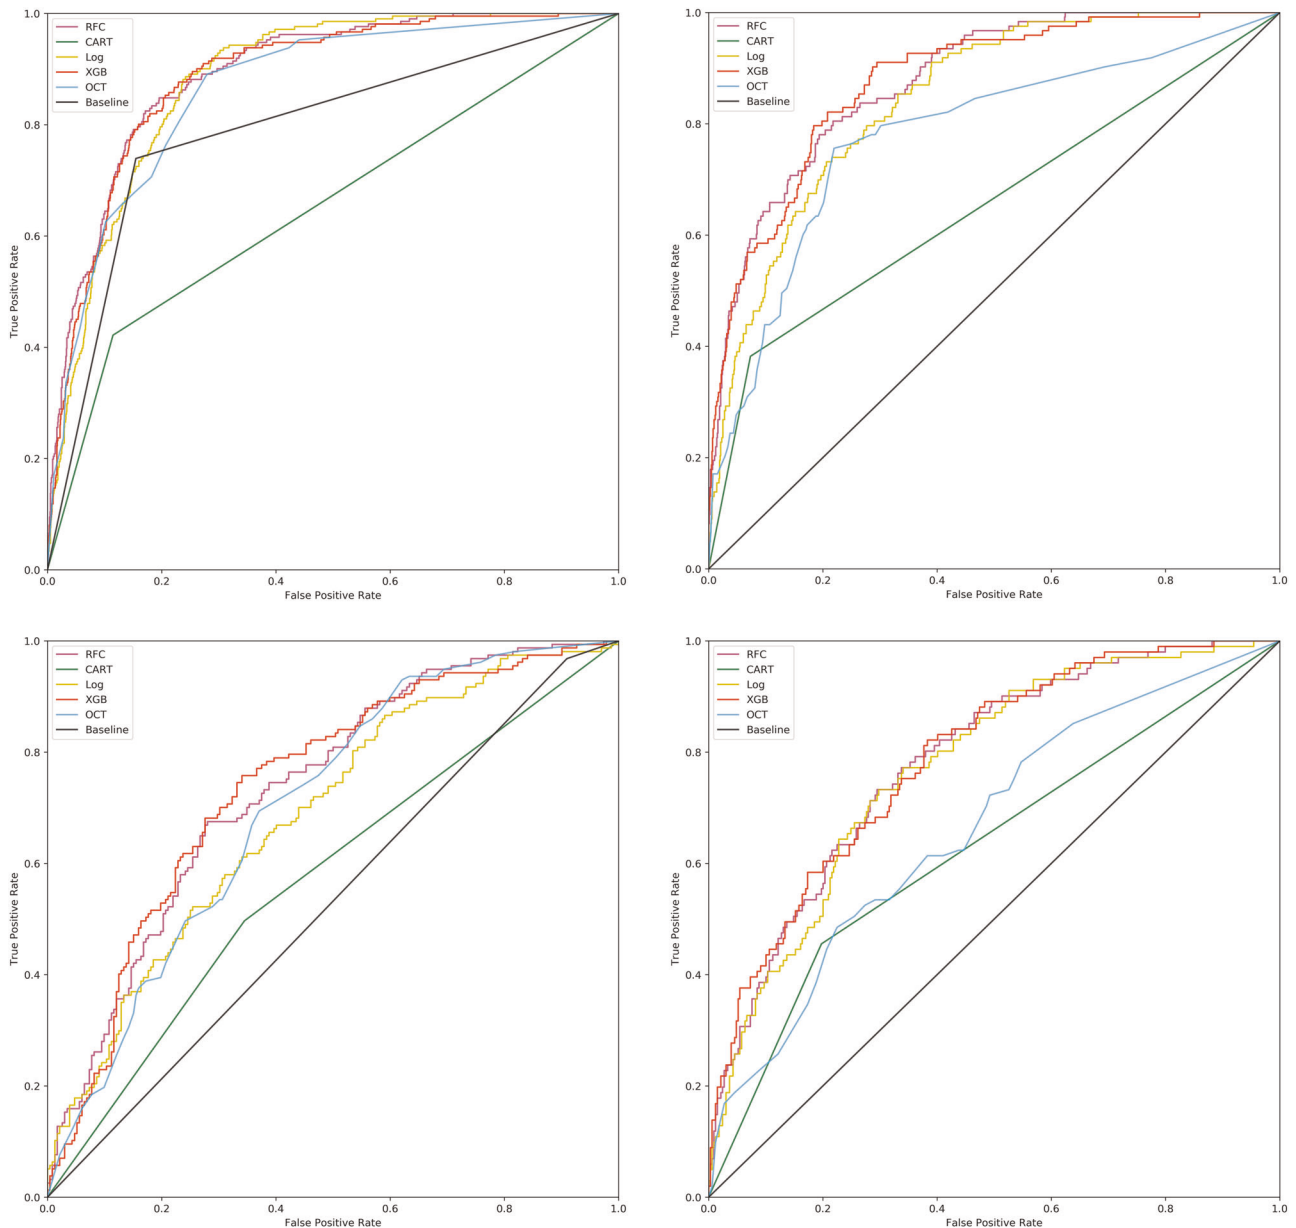 1.0
0.8
0.6
0.4
0.2
0.0
True Positive Rate
RFC
CART
Log
XGB
OCT
Baseline
0.0 0.2 0.4 0.6 0.8 1.0
False Positive Rate
1.0
0.8
0.6
0.4
0.2
0.0
True Positive Rate
RFC
CART
Log
XGB
OCT
Baseline
0.0 0.2 0.4 0.6 0.8 1.0
False Positive Rate
1.0
0.8
0.6
0.4
0.2
0.0
True Positive Rate
RFC
CART
Log
XGB
OCT
Baseline
0.0 0.2 0.4 0.6 0.8 1.0
False Positive Rate
1.0
0.8
0.6
0.4
0.2
0.0
True Positive Rate
RFC
CART
Log
XGB
OCT
Baseline
0.0 0.2 0.4 0.6 0.8 1.0
False Positive Rate